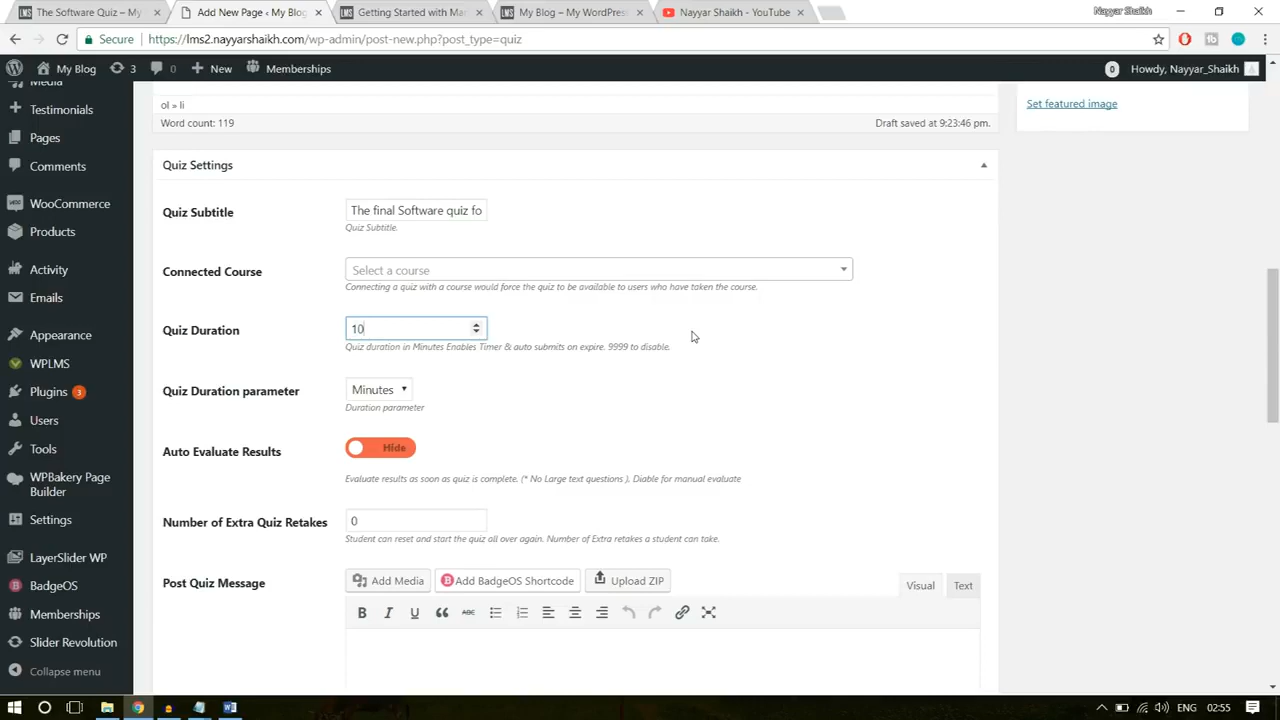 The Software Quiz – My
Add New Page ‹ My Blog
Getting Started with Mar
My Blog – My WordPress
Nayyar Shaikh - YouTube
Nayyar Shaikh
Secure
https://lms2.nayyarshaikh.com/wp-admin/post-new.php?post_type=quiz
My Blog
3
0
New
Memberships
0
Howdy, Nayyar_Shaikh
Media
Testimonials
Pages
Comments
WooCommerce
Products
Activity
Emails
Appearance
WPLMS
Plugins 3
Users
Tools
WPBakery Page
Builder
Settings
LayerSlider WP
BadgeOS
Memberships
Slider Revolution
Collapse menu
ol » li
Word count: 119
Draft saved at 9:23:46 pm.
Set featured image
Quiz Settings
Quiz Subtitle
The final Software quiz fo
Quiz Subtitle.
Connected Course
Select a course
Connecting a quiz with a course would force the quiz to be available to users who have taken the course.
Quiz Duration
10
Quiz duration in Minutes Enables Timer & auto submits on expire. 9999 to disable.
Quiz Duration parameter
Minutes
Duration parameter
Auto Evaluate Results
Hide
Evaluate results as soon as quiz is complete. (* No Large text questions ), Diable for manual evaluate
Number of Extra Quiz Retakes
0
Student can reset and start the quiz all over again. Number of Extra retakes a student can take.
Post Quiz Message
Add Media
Add BadgeOS Shortcode
Upload ZIP
Visual
Text
ENG
02:55